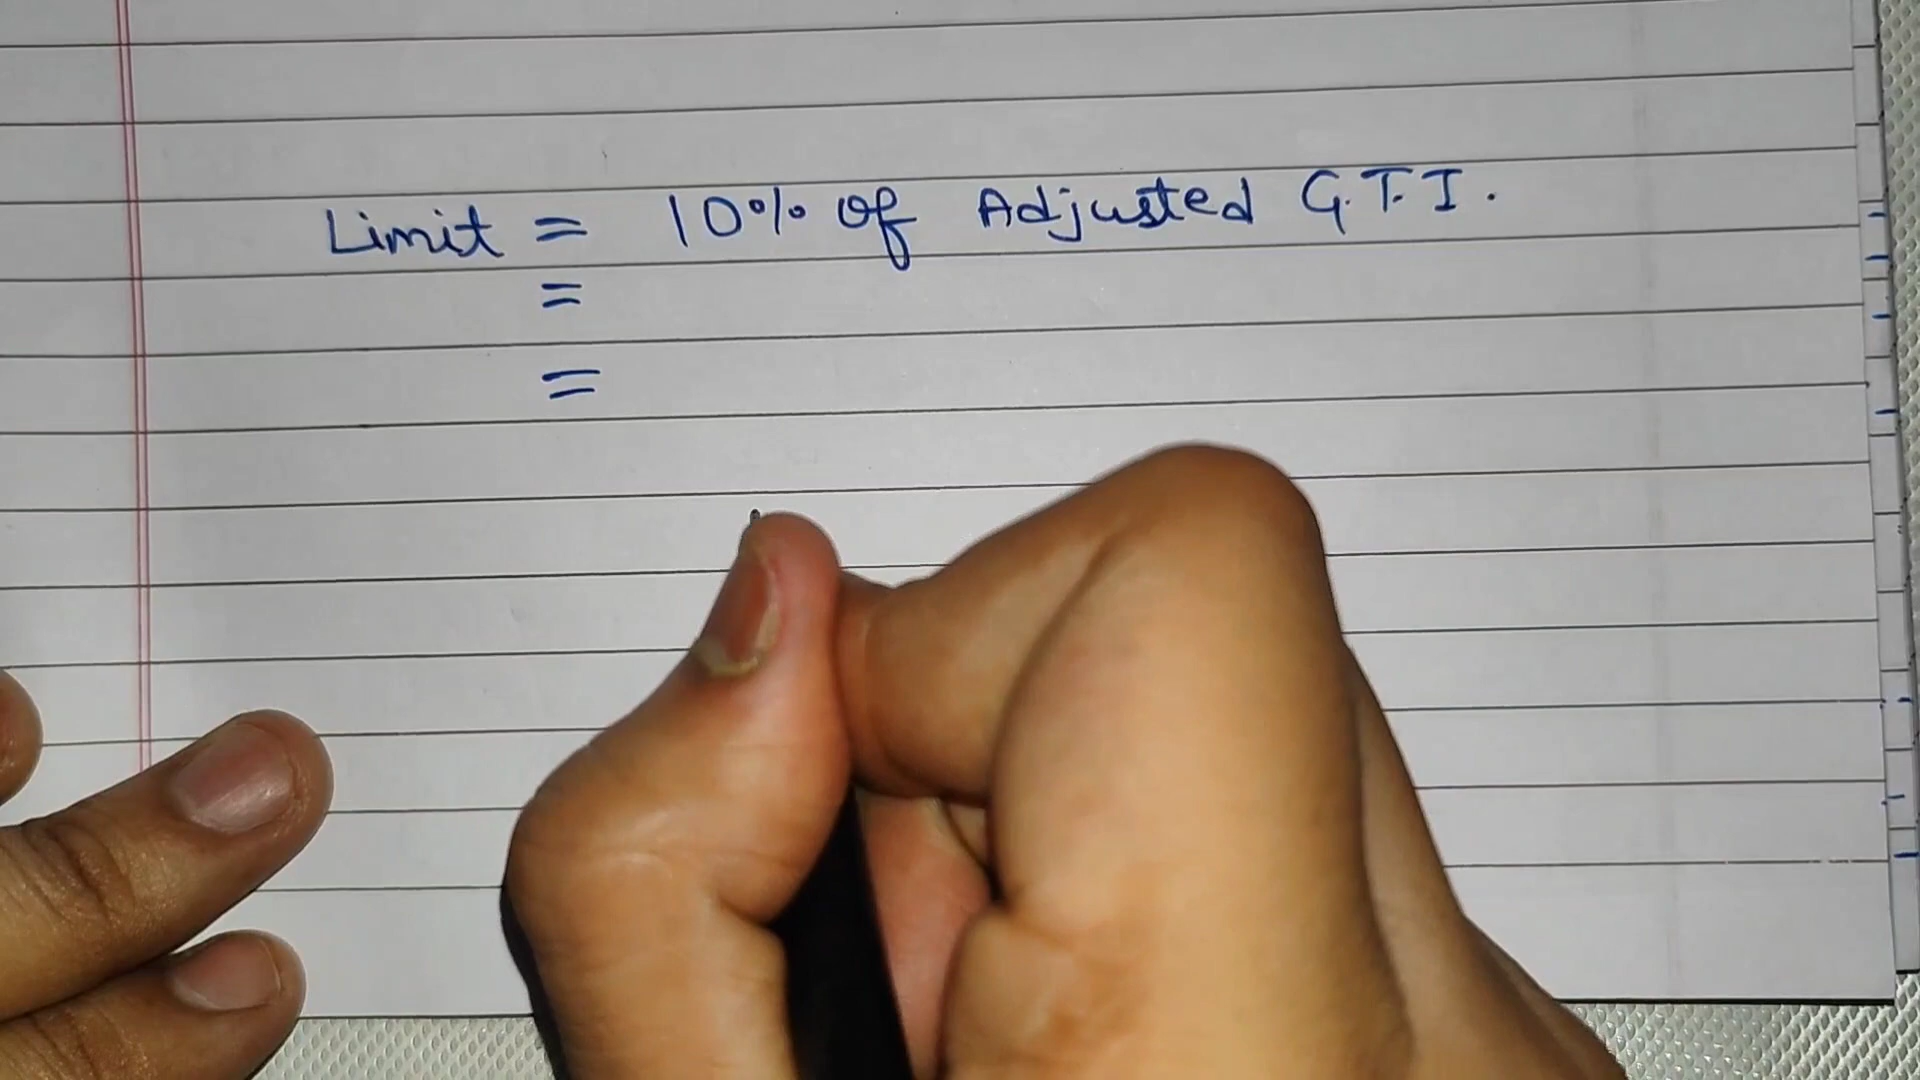 Limit = 10% of Adjusted G.T.I.
=
=